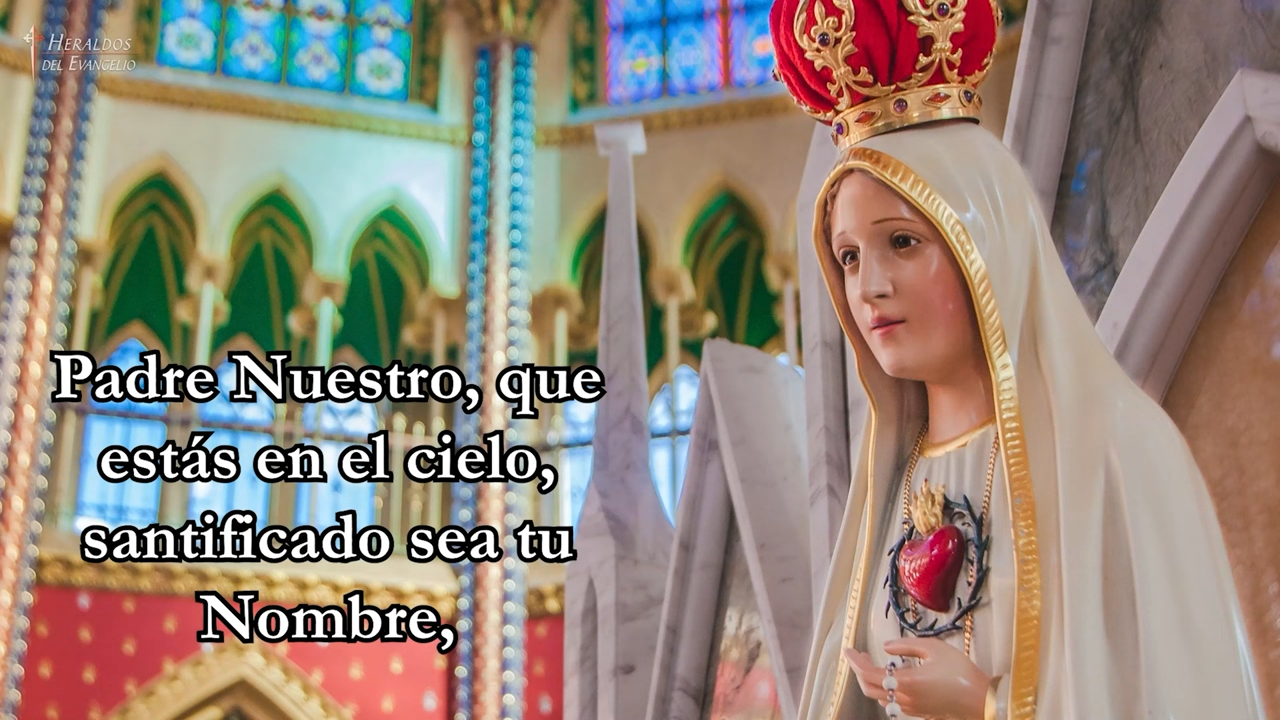 HERALDOS
DEL EVANGELIO
Padre Nuestro, que
estás en el cielo,
santificado sea tu
Nombre,